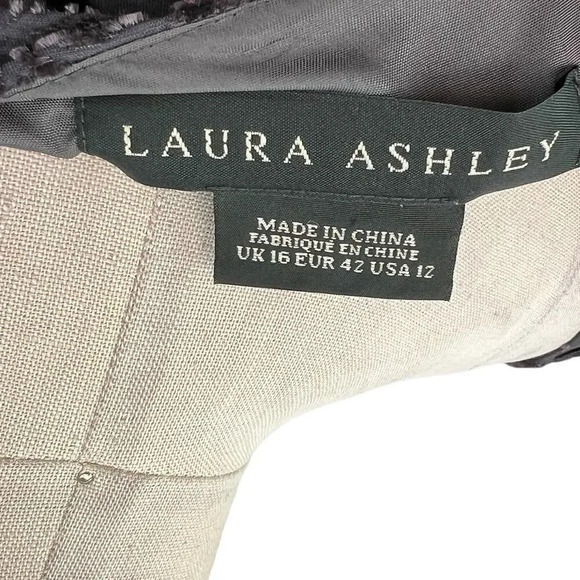 LAURA ASHLEY
MADE IN CHINA
FABRIQUÉ EN CHINE
UK 16 EUR 42 USA 12